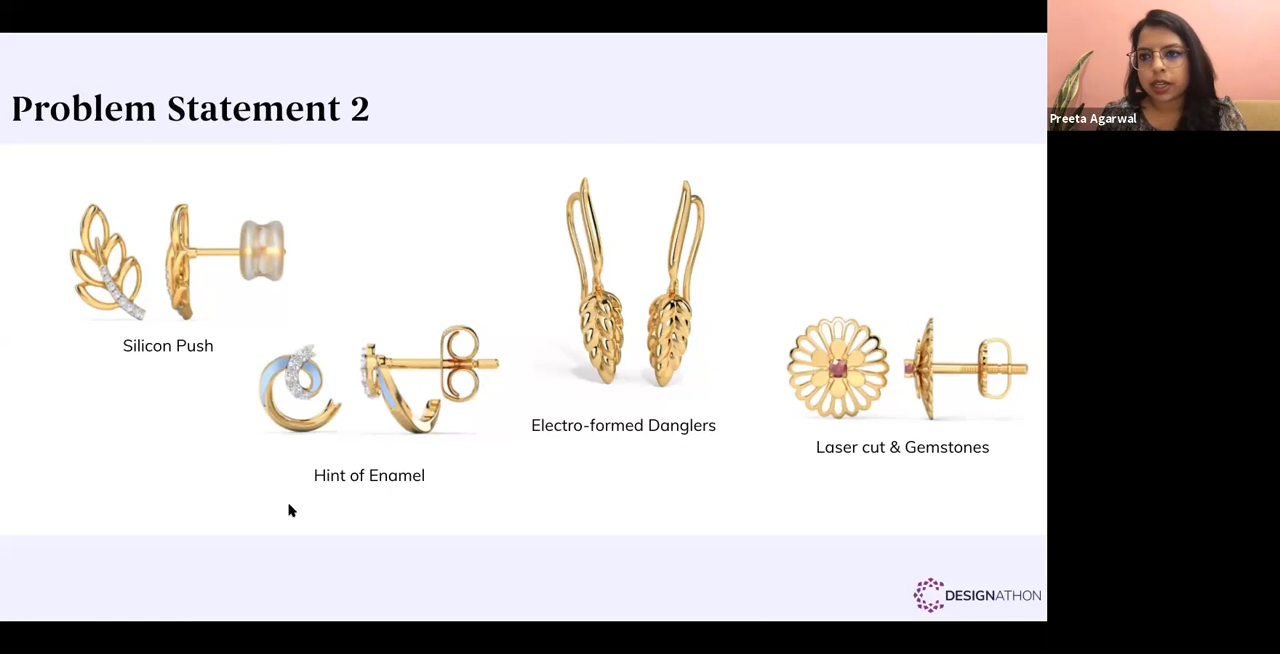 Problem Statement 2
Preeta Agarwal
Silicon Push
Hint of Enamel
Electro-formed Danglers
Laser cut & Gemstones
DESIGNATHON